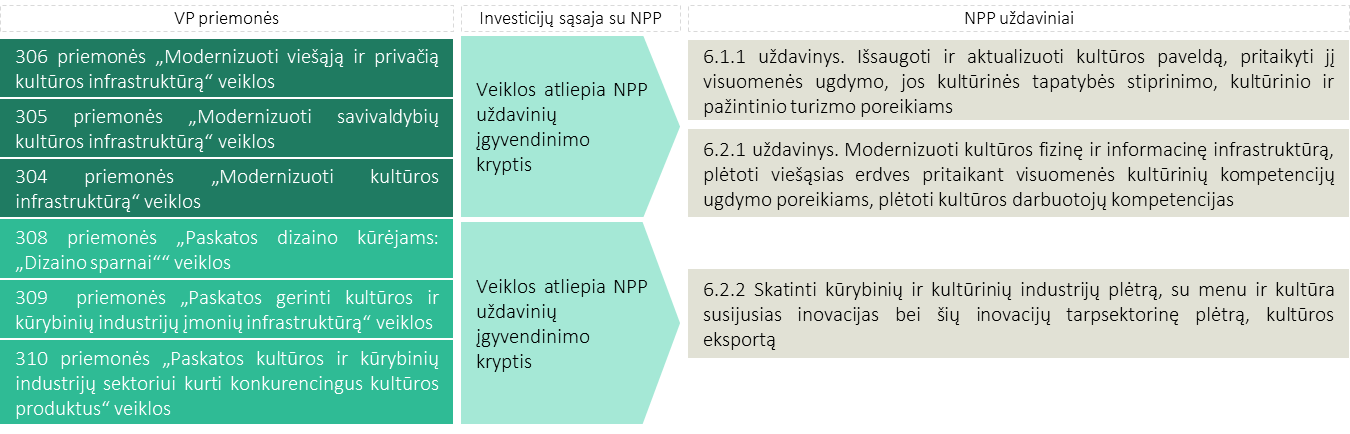 VP priemonės
Investicijų sąsaja su NPP
NPP uždaviniai
306 priemonės „Modernizuoti viešąją ir privačią
kultūros infrastruktūrą“ veiklos
305 priemonės „Modernizuoti savivaldybių
kultūros infrastruktūrą“ veiklos
304 priemonės „Modernizuoti kultūros
infrastruktūrą“ veiklos
308 priemonės „Paskatos dizaino kūrėjams:
„Dizaino sparnai““ veiklos
309 priemonės „Paskatos gerinti kultūros ir
kūrybinių industrijų įmonių infrastruktūrą“ veiklos
310 priemonės „Paskatos kultūros ir kūrybinių
industrijų sektoriui kurti konkurencingus kultūros
produktus“ veiklos
Veiklos atliepia NPP
uždavinių
įgyvendinimo
kryptis
Veiklos atliepia NPP
uždavinių
įgyvendinimo
kryptis
6.1.1 uždavinys. Išsaugoti ir aktualizuoti kultūros paveldą, pritaikyti jį
visuomenės ugdymo, jos kultūrinės tapatybės stiprinimo, kultūrinio ir
pažintinio turizmo poreikiams
6.2.1 uždavinys. Modernizuoti kultūros fizinę ir informacinę infrastruktūrą,
plėtoti viešąsias erdves pritaikant visuomenės kultūrinių kompetencijų
ugdymo poreikiams, plėtoti kultūros darbuotojų kompetencijas
6.2.2 Skatinti kūrybinių ir kultūrinių industrijų plėtrą, su menu ir kultūra
susijusias inovacijas bei šių inovacijų tarpsektorinę plėtrą, kultūros
eksportą